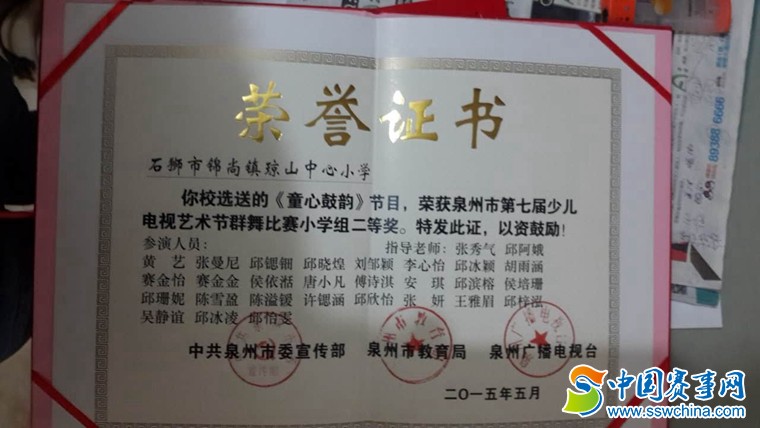 荣誉证书
石狮市锦尚镇琼山中心小学
你校选送的《童心鼓韵》节目，荣获泉州市第七届少儿
电视艺术节群舞比赛小学组二等奖。特发此证，以资鼓励！
参演人员： 指导老师：张秀气 邱阿娥
黄 艺 张曼尼 邱锶钿 邱晓煌 刘邹颖 李心怡 邱冰颖 胡雨涵
赛金怡 赛金金 侯依湉 唐小凡 傅诗淇 安 琪 邱滨榕 侯培珊
邱珊妮 陈雪盈 陈溢锾 许锶涵 邱欣怡 张 妍 王雅眉 邱梓泓
吴静谊 邱冰凌 邱怡雯
中共泉州市委宣传部 泉州市教育局 泉州广播电视台
二〇一五年五月
89388 6666
中国赛事网
www.sswchina.com